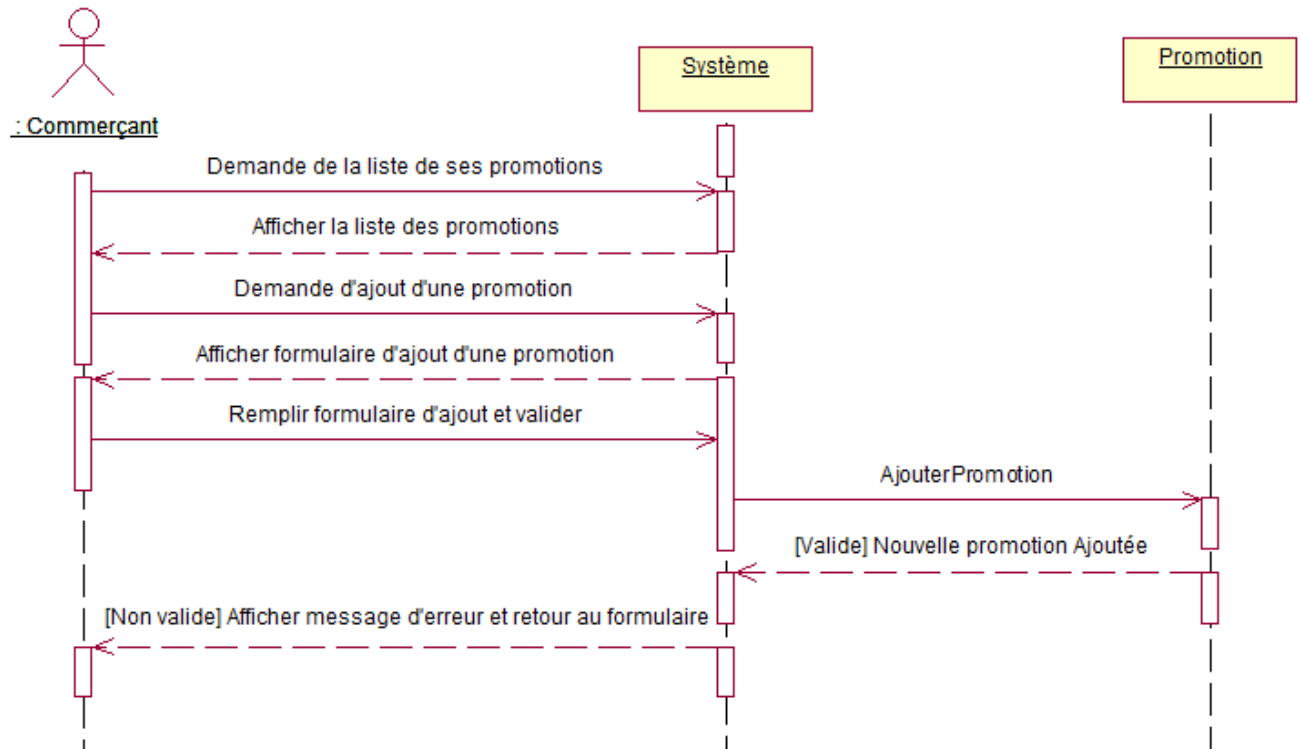 Système
Promotion
: Commerçant
Demande de la liste de ses promotions
Afficher la liste des promotions
Demande d'ajout d'une promotion
Afficher formulaire d'ajout d'une promotion
Remplir formulaire d'ajout et valider
AjouterPromotion
[Valide] Nouvelle promotion Ajoutée
[Non valide] Afficher message d'erreur et retour au formulaire